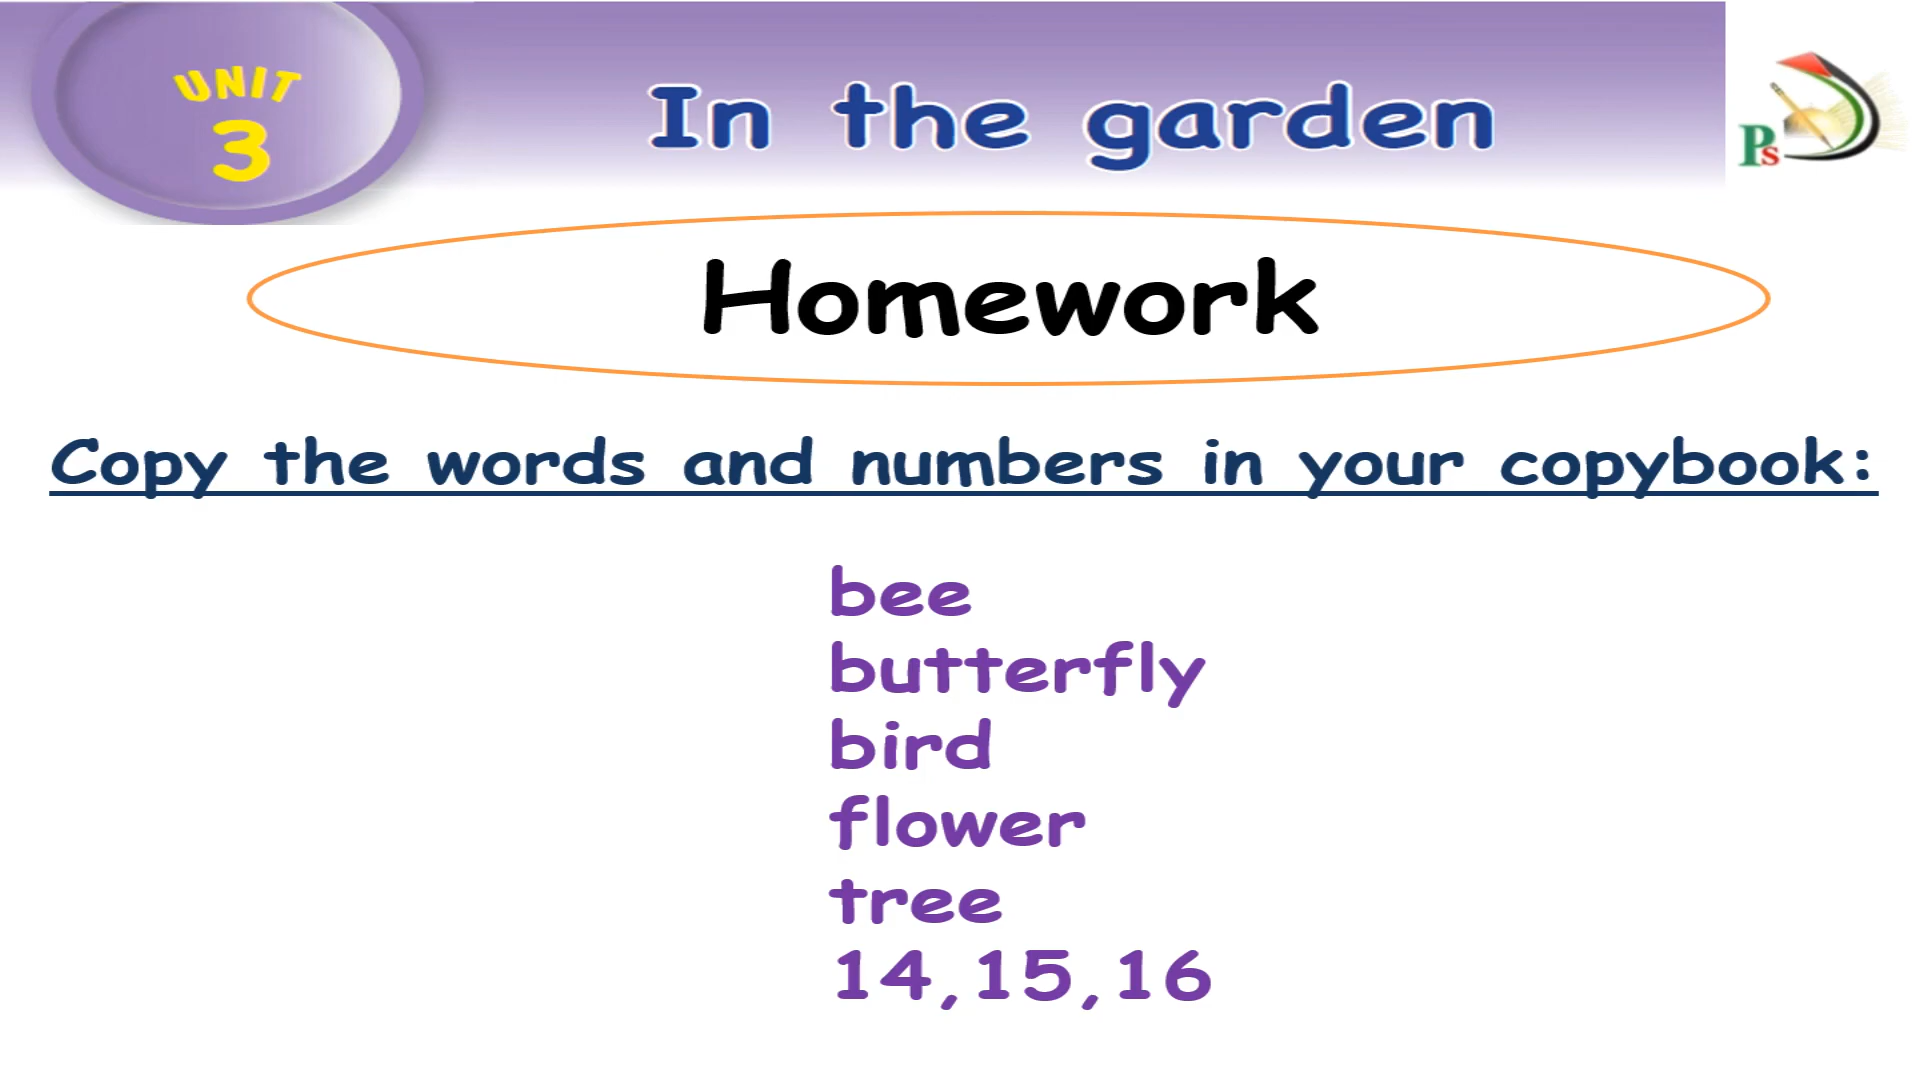 UNIT
3
In the garden
Ps
Homework
Copy the words and numbers in your copybook:
bee
butterfly
bird
flower
tree
14,15,16